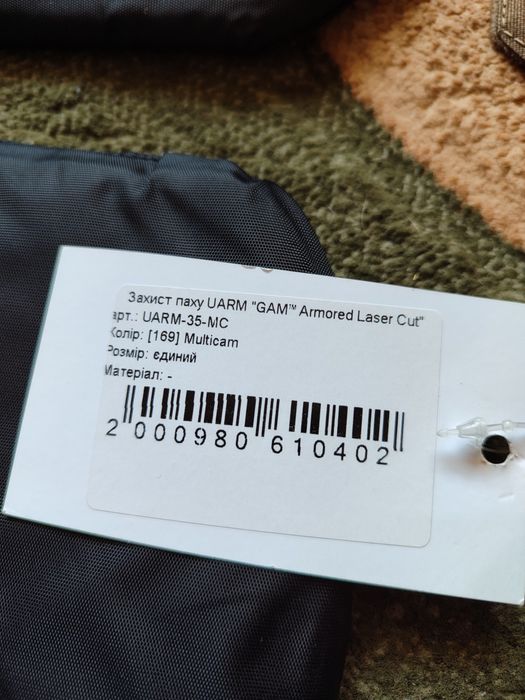 Захист паху UARM "GAM™ Armored Laser Cut"
арт.: UARM-35-MC
Колір: [169] Multicam
Розмір: єдиний
Матеріал: -
2 000980 610402